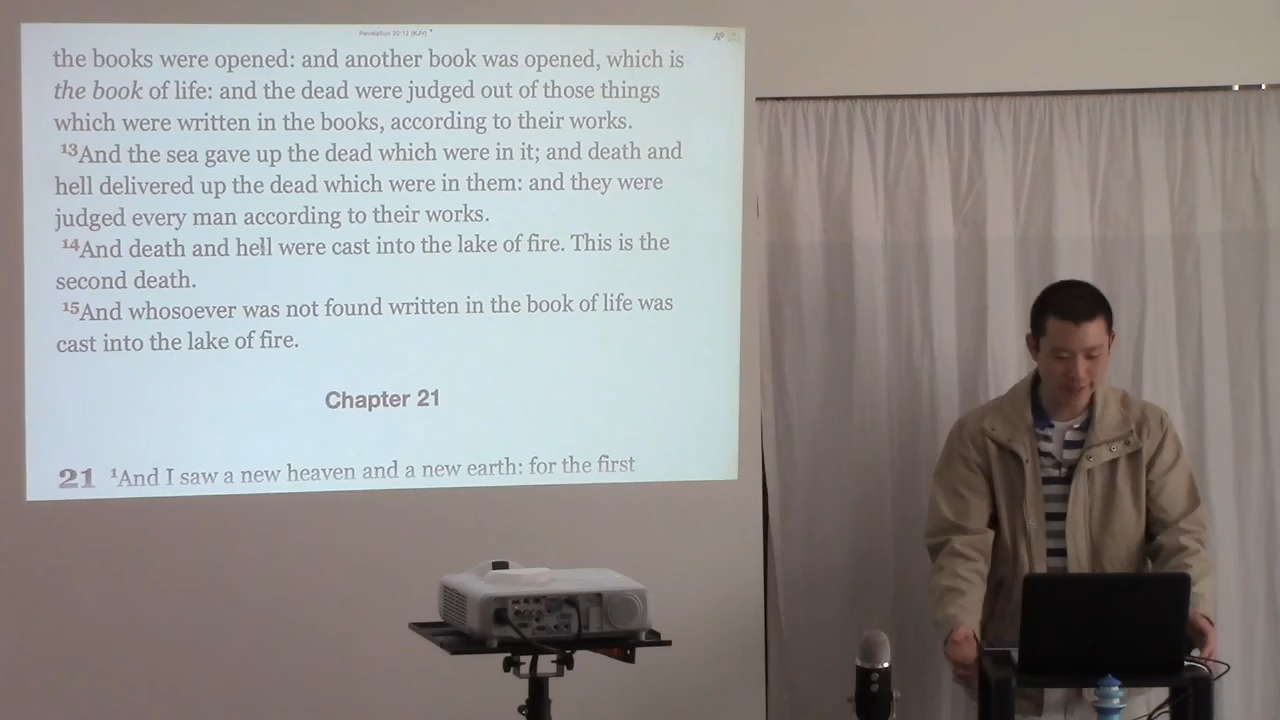 Revelation 20:12 (KJV)
the books were opened: and another book was opened, which is
the book of life: and the dead were judged out of those things
which were written in the books, according to their works.
13And the sea gave up the dead which were in it; and death and
hell delivered up the dead which were in them: and they were
judged every man according to their works.
14And death and hell were cast into the lake of fire. This is the
second death.
15And whosoever was not found written in the book of life was
cast into the lake of fire.
Chapter 21
21 1And I saw a new heaven and a new earth: for the first